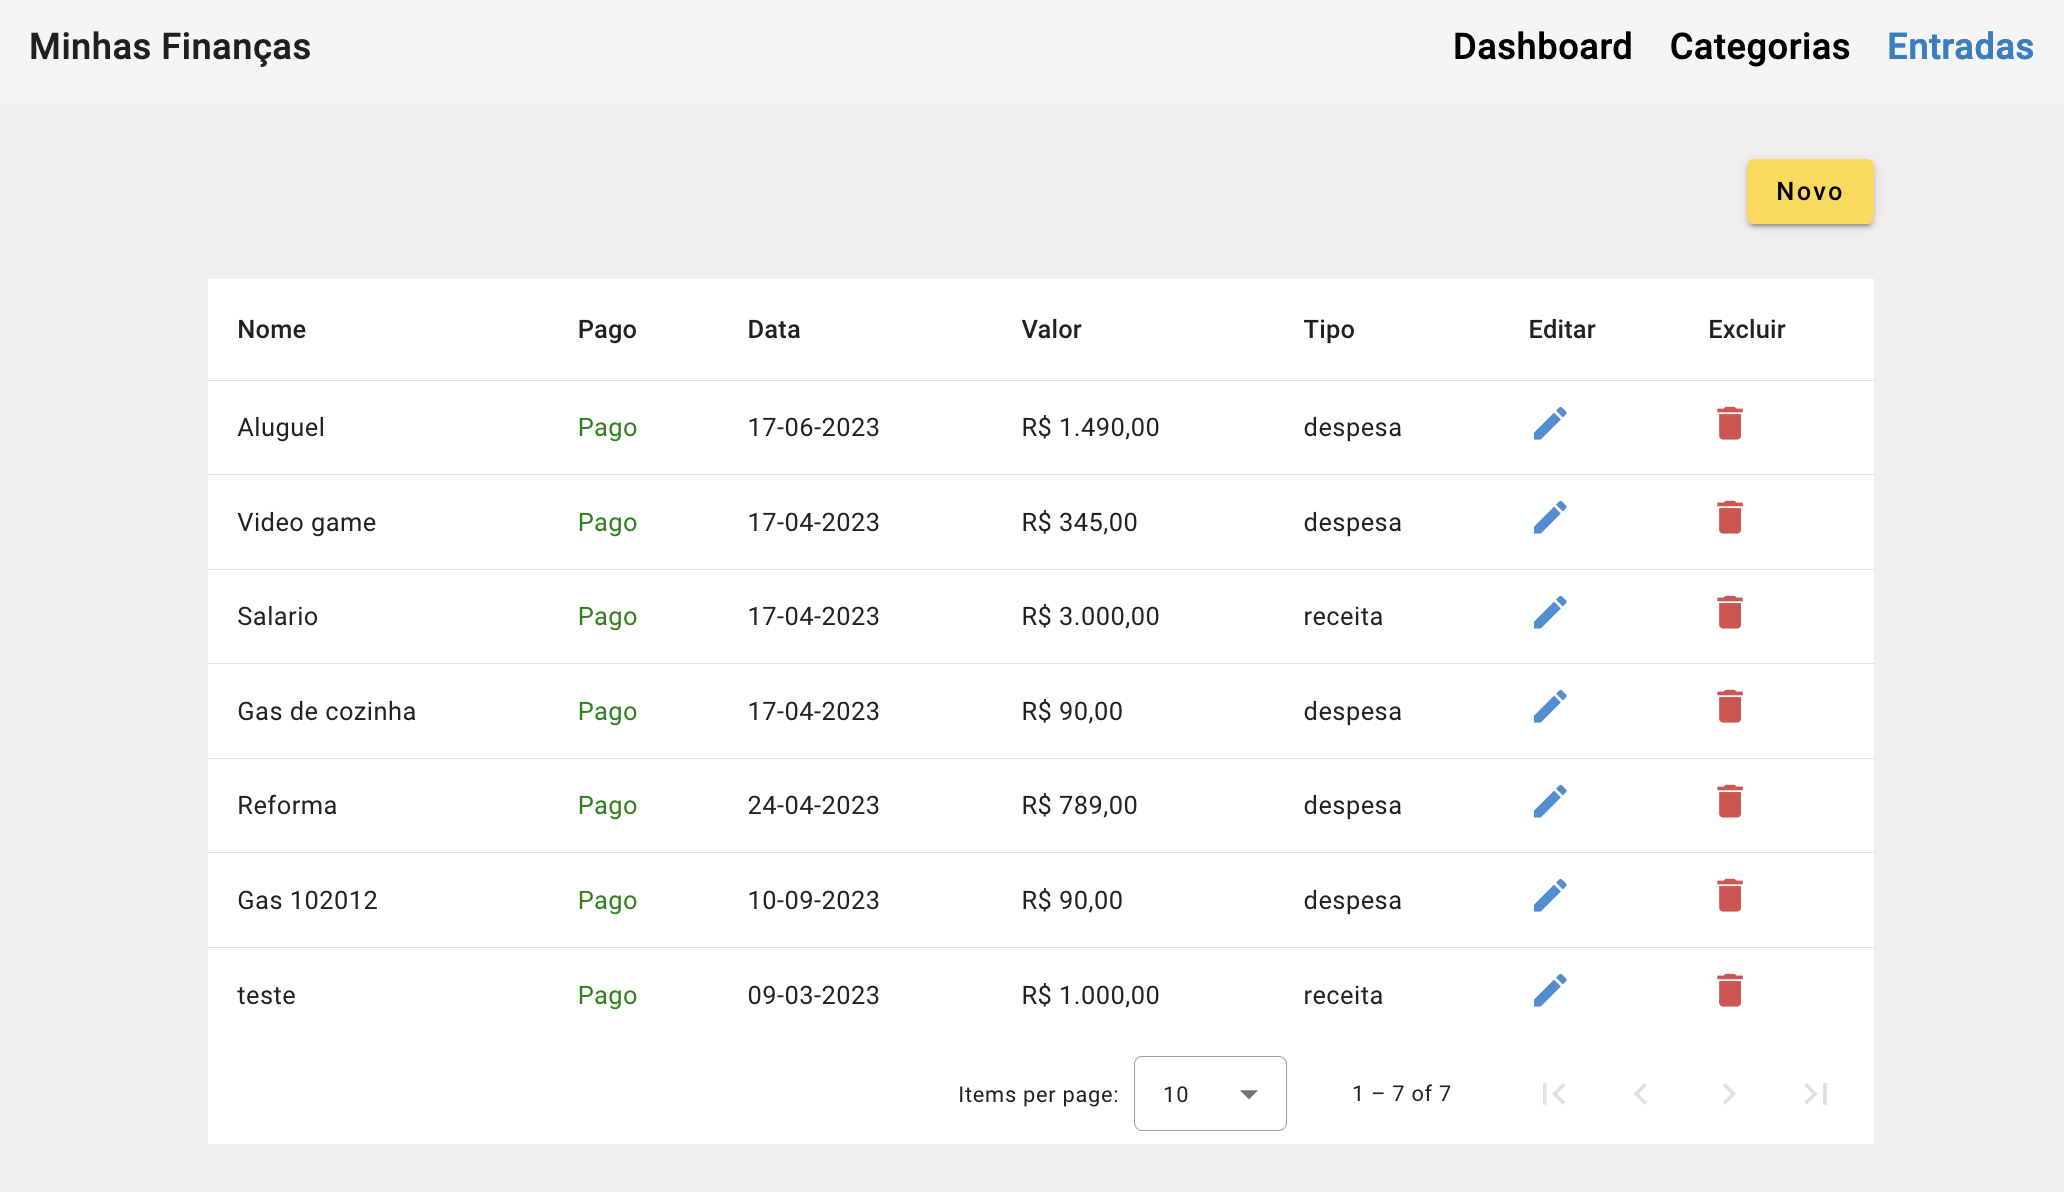 Minhas Finanças Dashboard Categorias Entradas
Novo
Nome Pago Data Valor Tipo Editar Excluir
Aluguel Pago 17-06-2023 R$ 1.490,00 despesa
Video game Pago 17-04-2023 R$ 345,00 despesa
Salario Pago 17-04-2023 R$ 3.000,00 receita
Gas de cozinha Pago 17-04-2023 R$ 90,00 despesa
Reforma Pago 24-04-2023 R$ 789,00 despesa
Gas 102012 Pago 10-09-2023 R$ 90,00 despesa
teste Pago 09-03-2023 R$ 1.000,00 receita
Items per page: 10 1 – 7 of 7